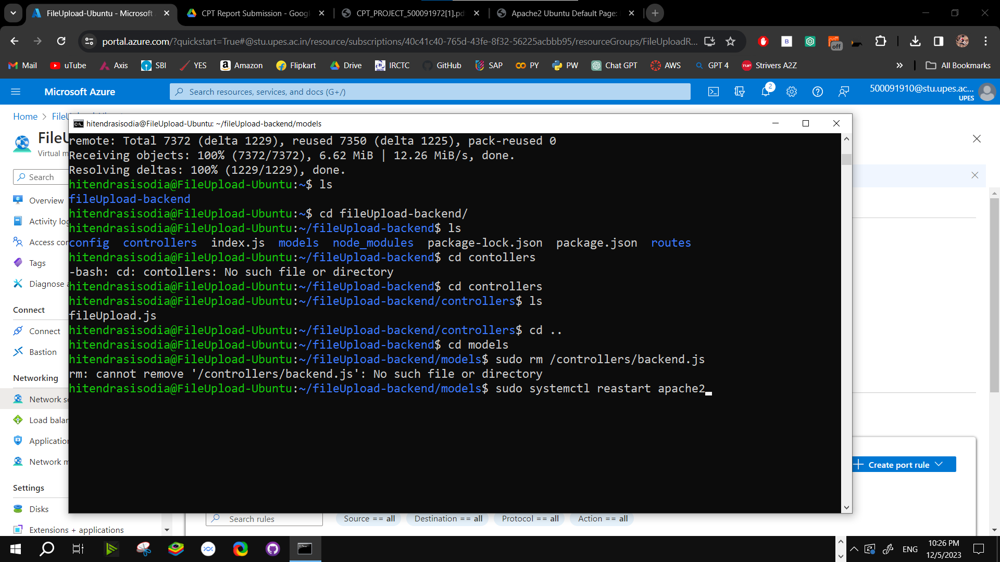 FileUpload-Ubuntu - Microsoft
CPT Report Submission - Goog
CPT_PROJECT_500091972[1].pd
Apache2 Ubuntu Default Page:
portal.azure.com/?quickstart=True#@stu.upes.ac.in/resource/subscriptions/40c41c40-765d-43fe-8f32-56225acbbb95/resourceGroups/FileUploadR...
B
off
Mail
uTube
Axis
SBI
YES
Amazon
Flipkart
Drive
IRCTC
GitHub
SAP
PY
PW
Chat GPT
AWS
GPT 4
Strivers A2Z
All Bookmarks
Microsoft Azure
Search resources, services, and docs (G+/)
2
500091910@stu.upes.ac...
UPES
Home
hitendrasisodia@FileUpload-Ubuntu: ~/fileUpload-backend/models
remote: Total 7372 (delta 1229), reused 7350 (delta 1225), pack-reused 0
Receiving objects: 100% (7372/7372), 6.62 MiB | 12.26 MiB/s, done.
Resolving deltas: 100% (1229/1229), done.
hitendrasisodia@FileUpload-Ubuntu:~$ ls
fileUpload-backend
hitendrasisodia@FileUpload-Ubuntu:~$ cd fileUpload-backend/
hitendrasisodia@FileUpload-Ubuntu:~/fileUpload-backend$ ls
config controllers index.js models node_modules package-lock.json package.json routes
hitendrasisodia@FileUpload-Ubuntu:~/fileUpload-backend$ cd contollers
-bash: cd: contollers: No such file or directory
hitendrasisodia@FileUpload-Ubuntu:~/fileUpload-backend$ cd controllers
hitendrasisodia@FileUpload-Ubuntu:~/fileUpload-backend/controllers$ ls
fileUpload.js
hitendrasisodia@FileUpload-Ubuntu:~/fileUpload-backend/controllers$ cd ..
hitendrasisodia@FileUpload-Ubuntu:~/fileUpload-backend$ cd models
hitendrasisodia@FileUpload-Ubuntu:~/fileUpload-backend/models$ sudo rm /controllers/backend.js
rm: cannot remove '/controllers/backend.js': No such file or directory
hitendrasisodia@FileUpload-Ubuntu:~/fileUpload-backend/models$ sudo systemctl reastart apache2
Search
Overview
Activity log
Access con
Tags
Diagnose a
Connect
Connect
Bastion
Networking
Network se
Load balan
Application
Network m
Settings
Disks
Extensions + applications
Create port rule
Search rules
Source == all
Destination == all
Protocol == all
Action == all
ENG
10:26 PM
12/5/2023